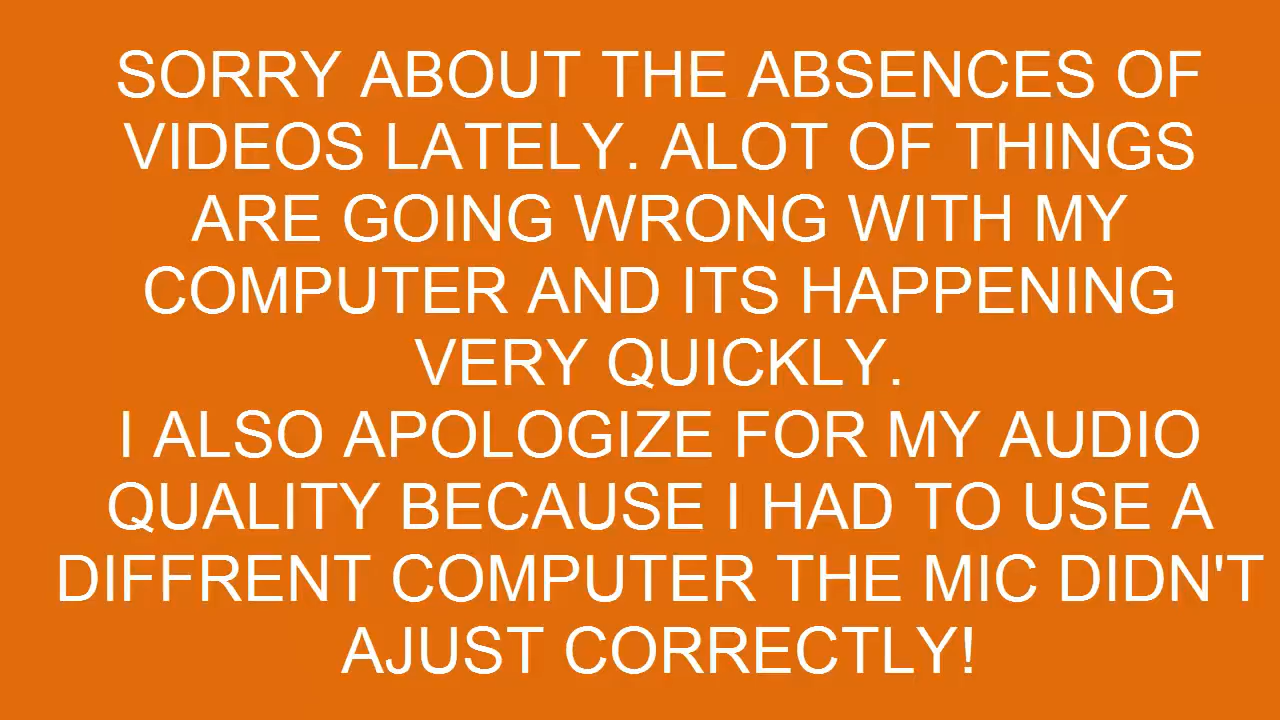 SORRY ABOUT THE ABSENCES OF
VIDEOS LATELY. ALOT OF THINGS
ARE GOING WRONG WITH MY
COMPUTER AND ITS HAPPENING
VERY QUICKLY.
I ALSO APOLOGIZE FOR MY AUDIO
QUALITY BECAUSE I HAD TO USE A
DIFFRENT COMPUTER THE MIC DIDN'T
AJUST CORRECTLY!